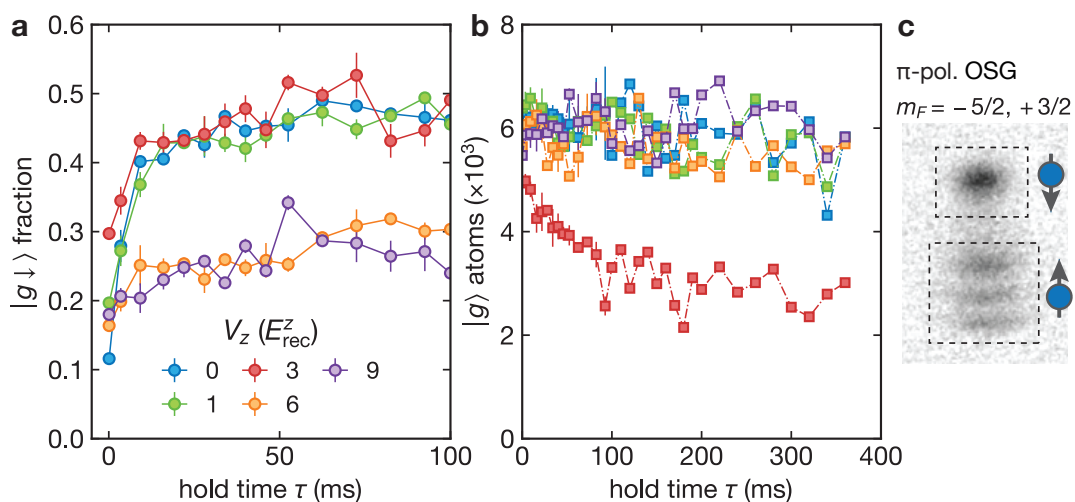 a
0.6
0.5
0.4
0.3
0.2
0.1
0.0
|g↓⟩ fraction
V_z (E^z_rec)
0 3 9
1 6
0 50 100
hold time τ (ms)
b
8
6
4
2
0
|g⟩ atoms (×10³)
0 100 200 300 400
hold time τ (ms)
c
π-pol. OSG
m_F = − 5/2, + 3/2